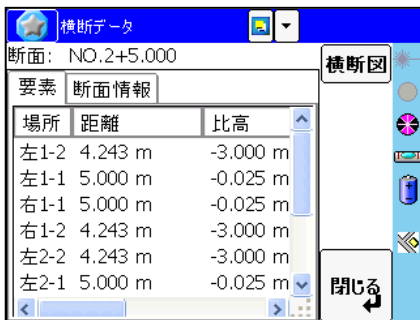 横断データ
断面: NO.2+5.000
横断図
要素 断面情報
場所 距離 比高
左1-2 4.243 m -3.000 m
左1-1 5.000 m -0.025 m
右1-1 5.000 m -0.025 m
右1-2 4.243 m -3.000 m
左2-2 4.243 m -3.000 m
左2-1 5.000 m -0.025 m
閉じる